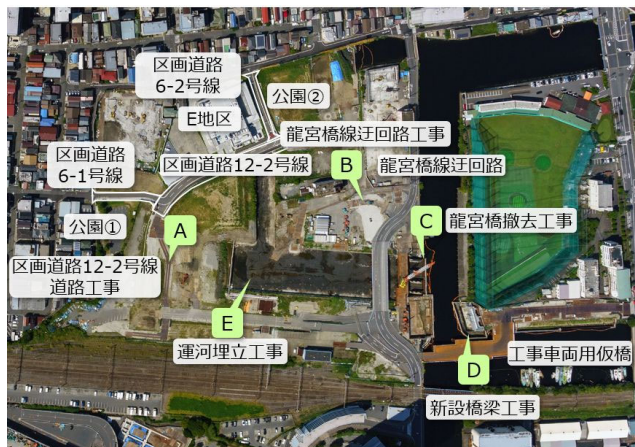 区画道路
6-2号線
公園②
E地区
龍宮橋線迂回路工事
区画道路
6-1号線
区画道路12-2号線
B
龍宮橋線迂回路
公園①
A
C
龍宮橋撤去工事
区画道路12-2号線
道路工事
E
運河埋立工事
D
工事車両用仮橋
新設橋梁工事